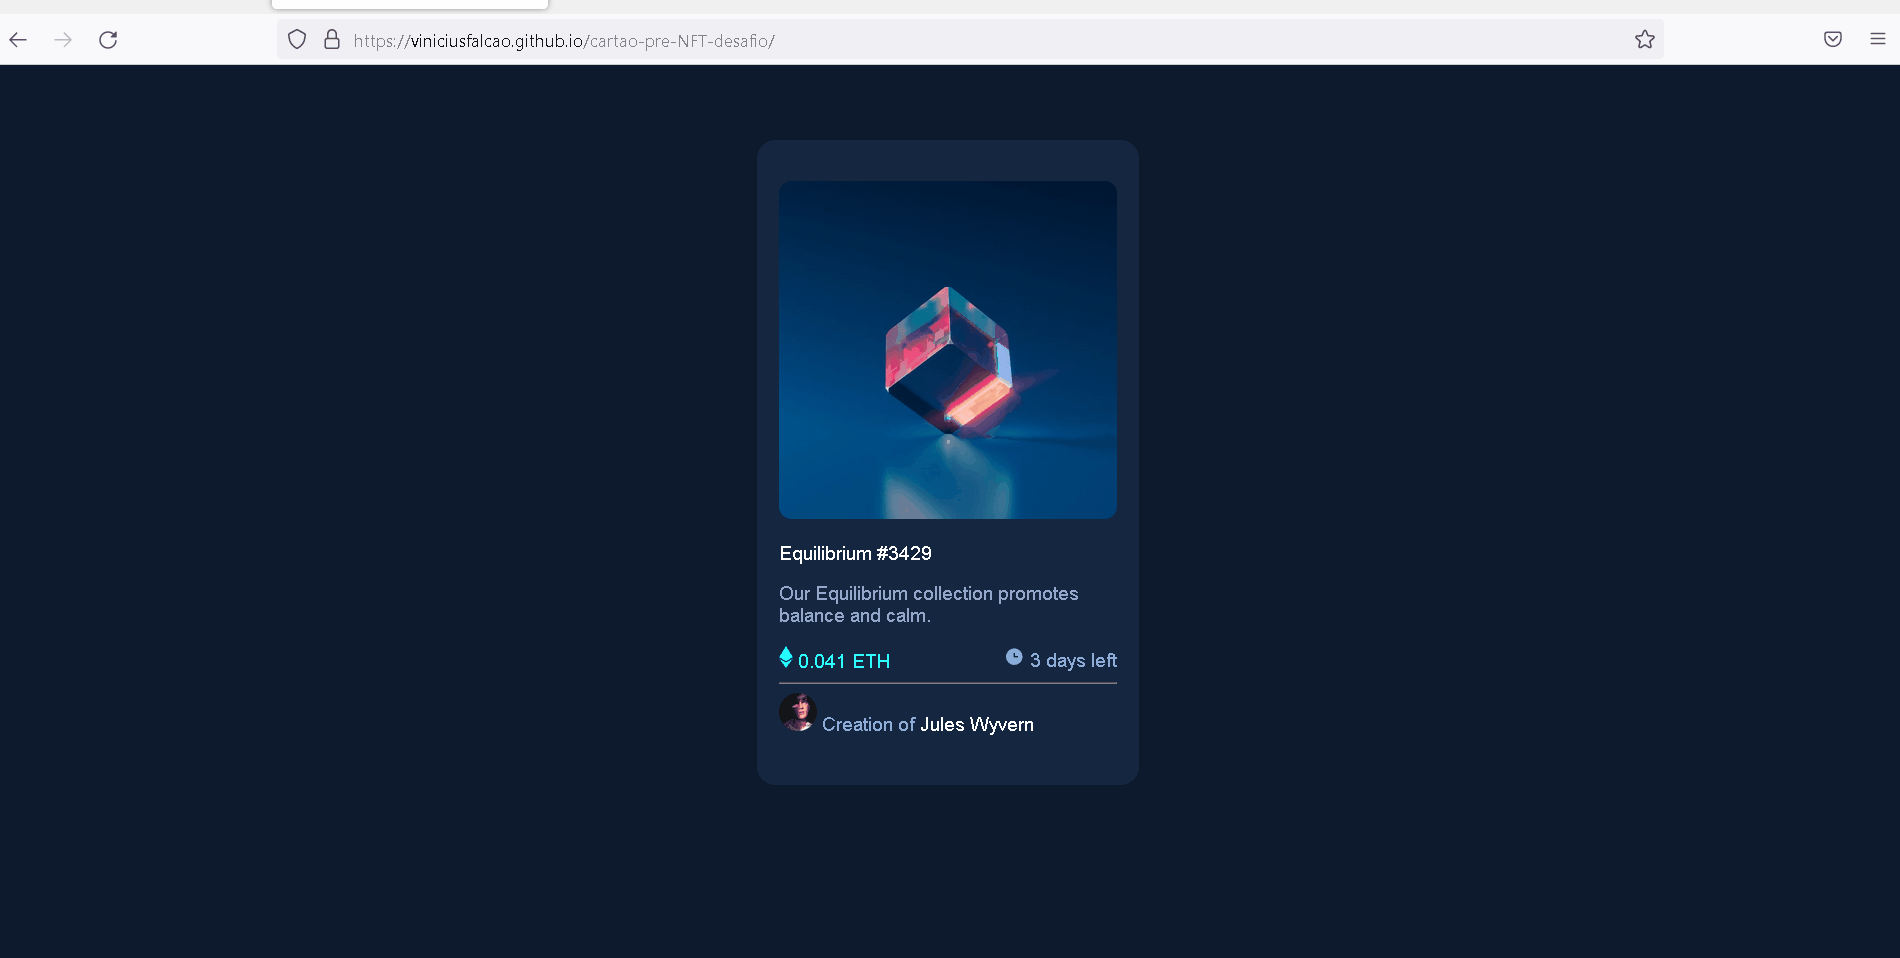 https://viniciusfalcao.github.io/cartao-pre-NFT-desafio/
Equilibrium #3429
Our Equilibrium collection promotes
balance and calm.
0.041 ETH
3 days left
Creation of Jules Wyvern